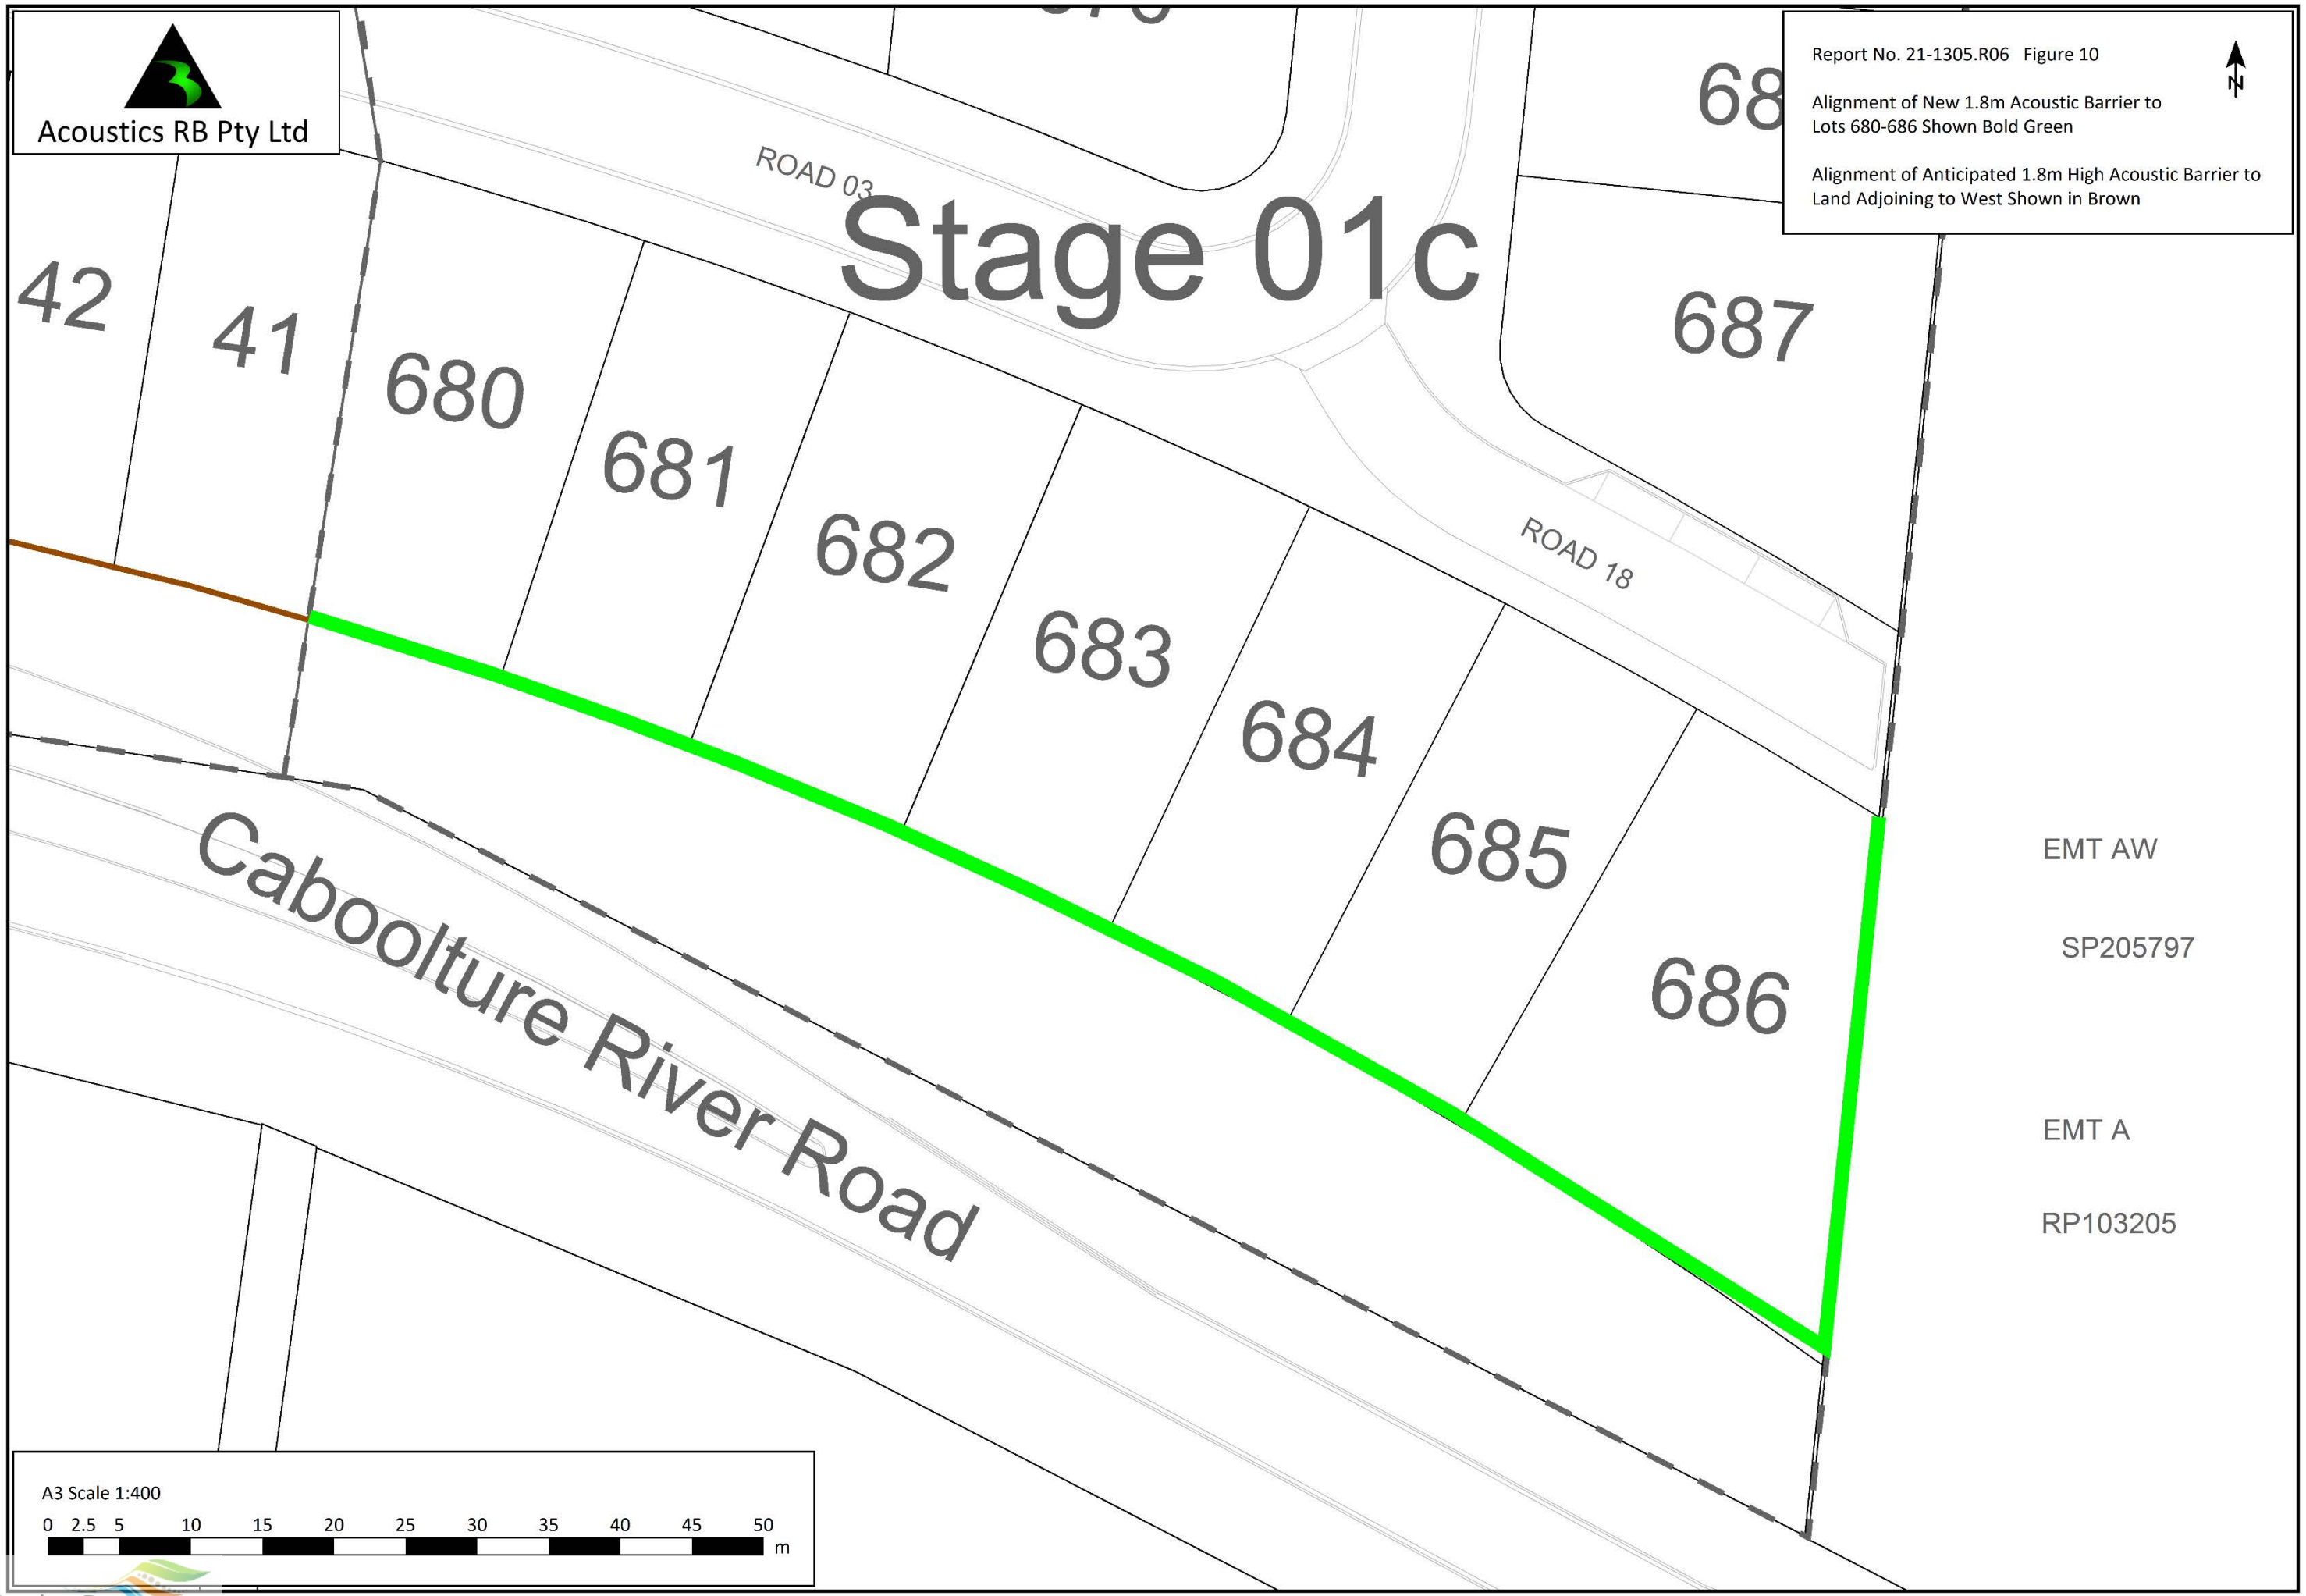 Acoustics RB Pty Ltd
Report No. 21-1305.R06 Figure 10
Alignment of New 1.8m Acoustic Barrier to
Lots 680-686 Shown Bold Green
Alignment of Anticipated 1.8m High Acoustic Barrier to
Land Adjoining to West Shown in Brown
N
68
ROAD 03
Stage 01c
42
41
680
681
682
683
684
685
686
687
ROAD 18
EMT AW
SP205797
EMT A
RP103205
Caboolture River Road
A3 Scale 1:400
0 2.5 5 10 15 20 25 30 35 40 45 50
m